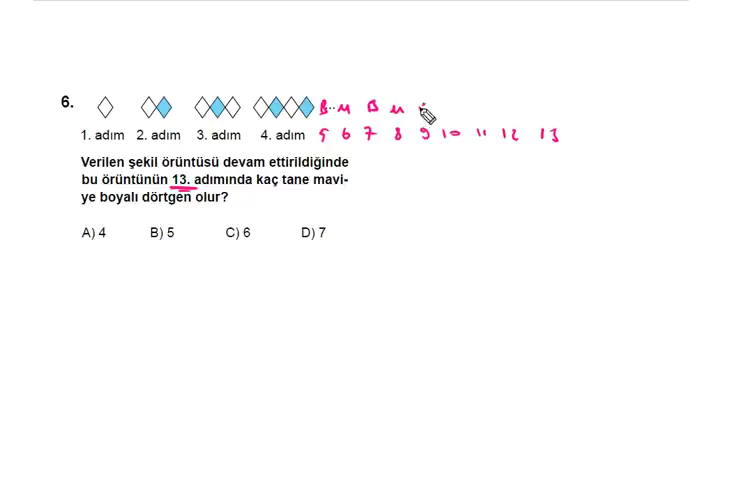 6.
B M B M
1. adım 2. adım 3. adım 4. adım 5 6 7 8 9 10 11 12 13
Verilen şekil örüntüsü devam ettirildiğinde
bu örüntünün 13. adımında kaç tane mavi-
ye boyalı dörtgen olur?
A) 4 B) 5 C) 6 D) 7